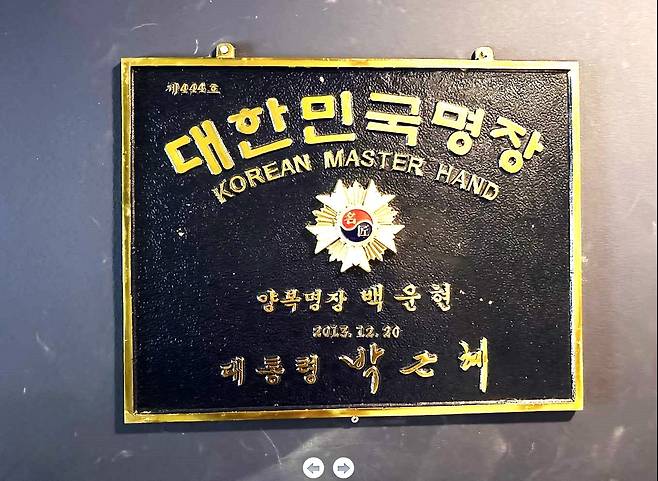 제444호
대한민국명장
KOREAN MASTER HAND
名匠
양복명장 백운현
2013.12.20
대통령 박근혜